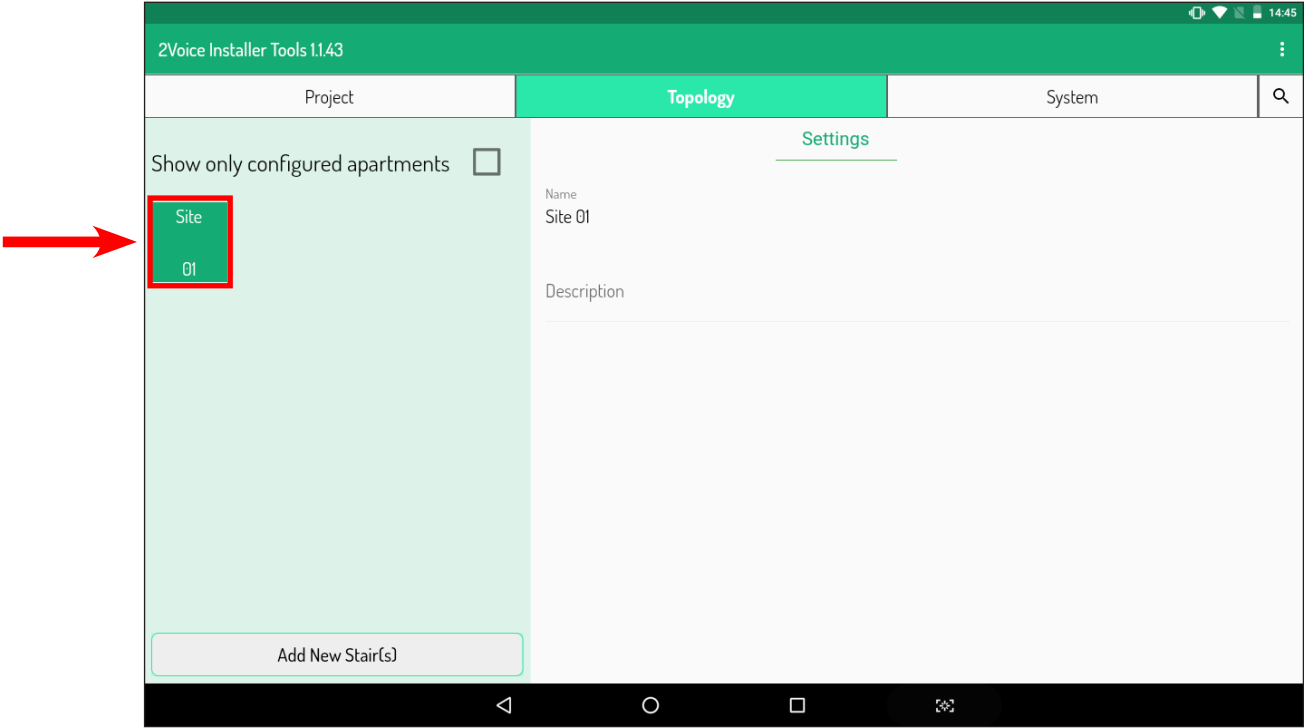 14:45
2Voice Installer Tools 1.1.43
Project
Topology
System
Settings
Show only configured apartments
Site
01
Name
Site 01
Description
Add New Stair(s)